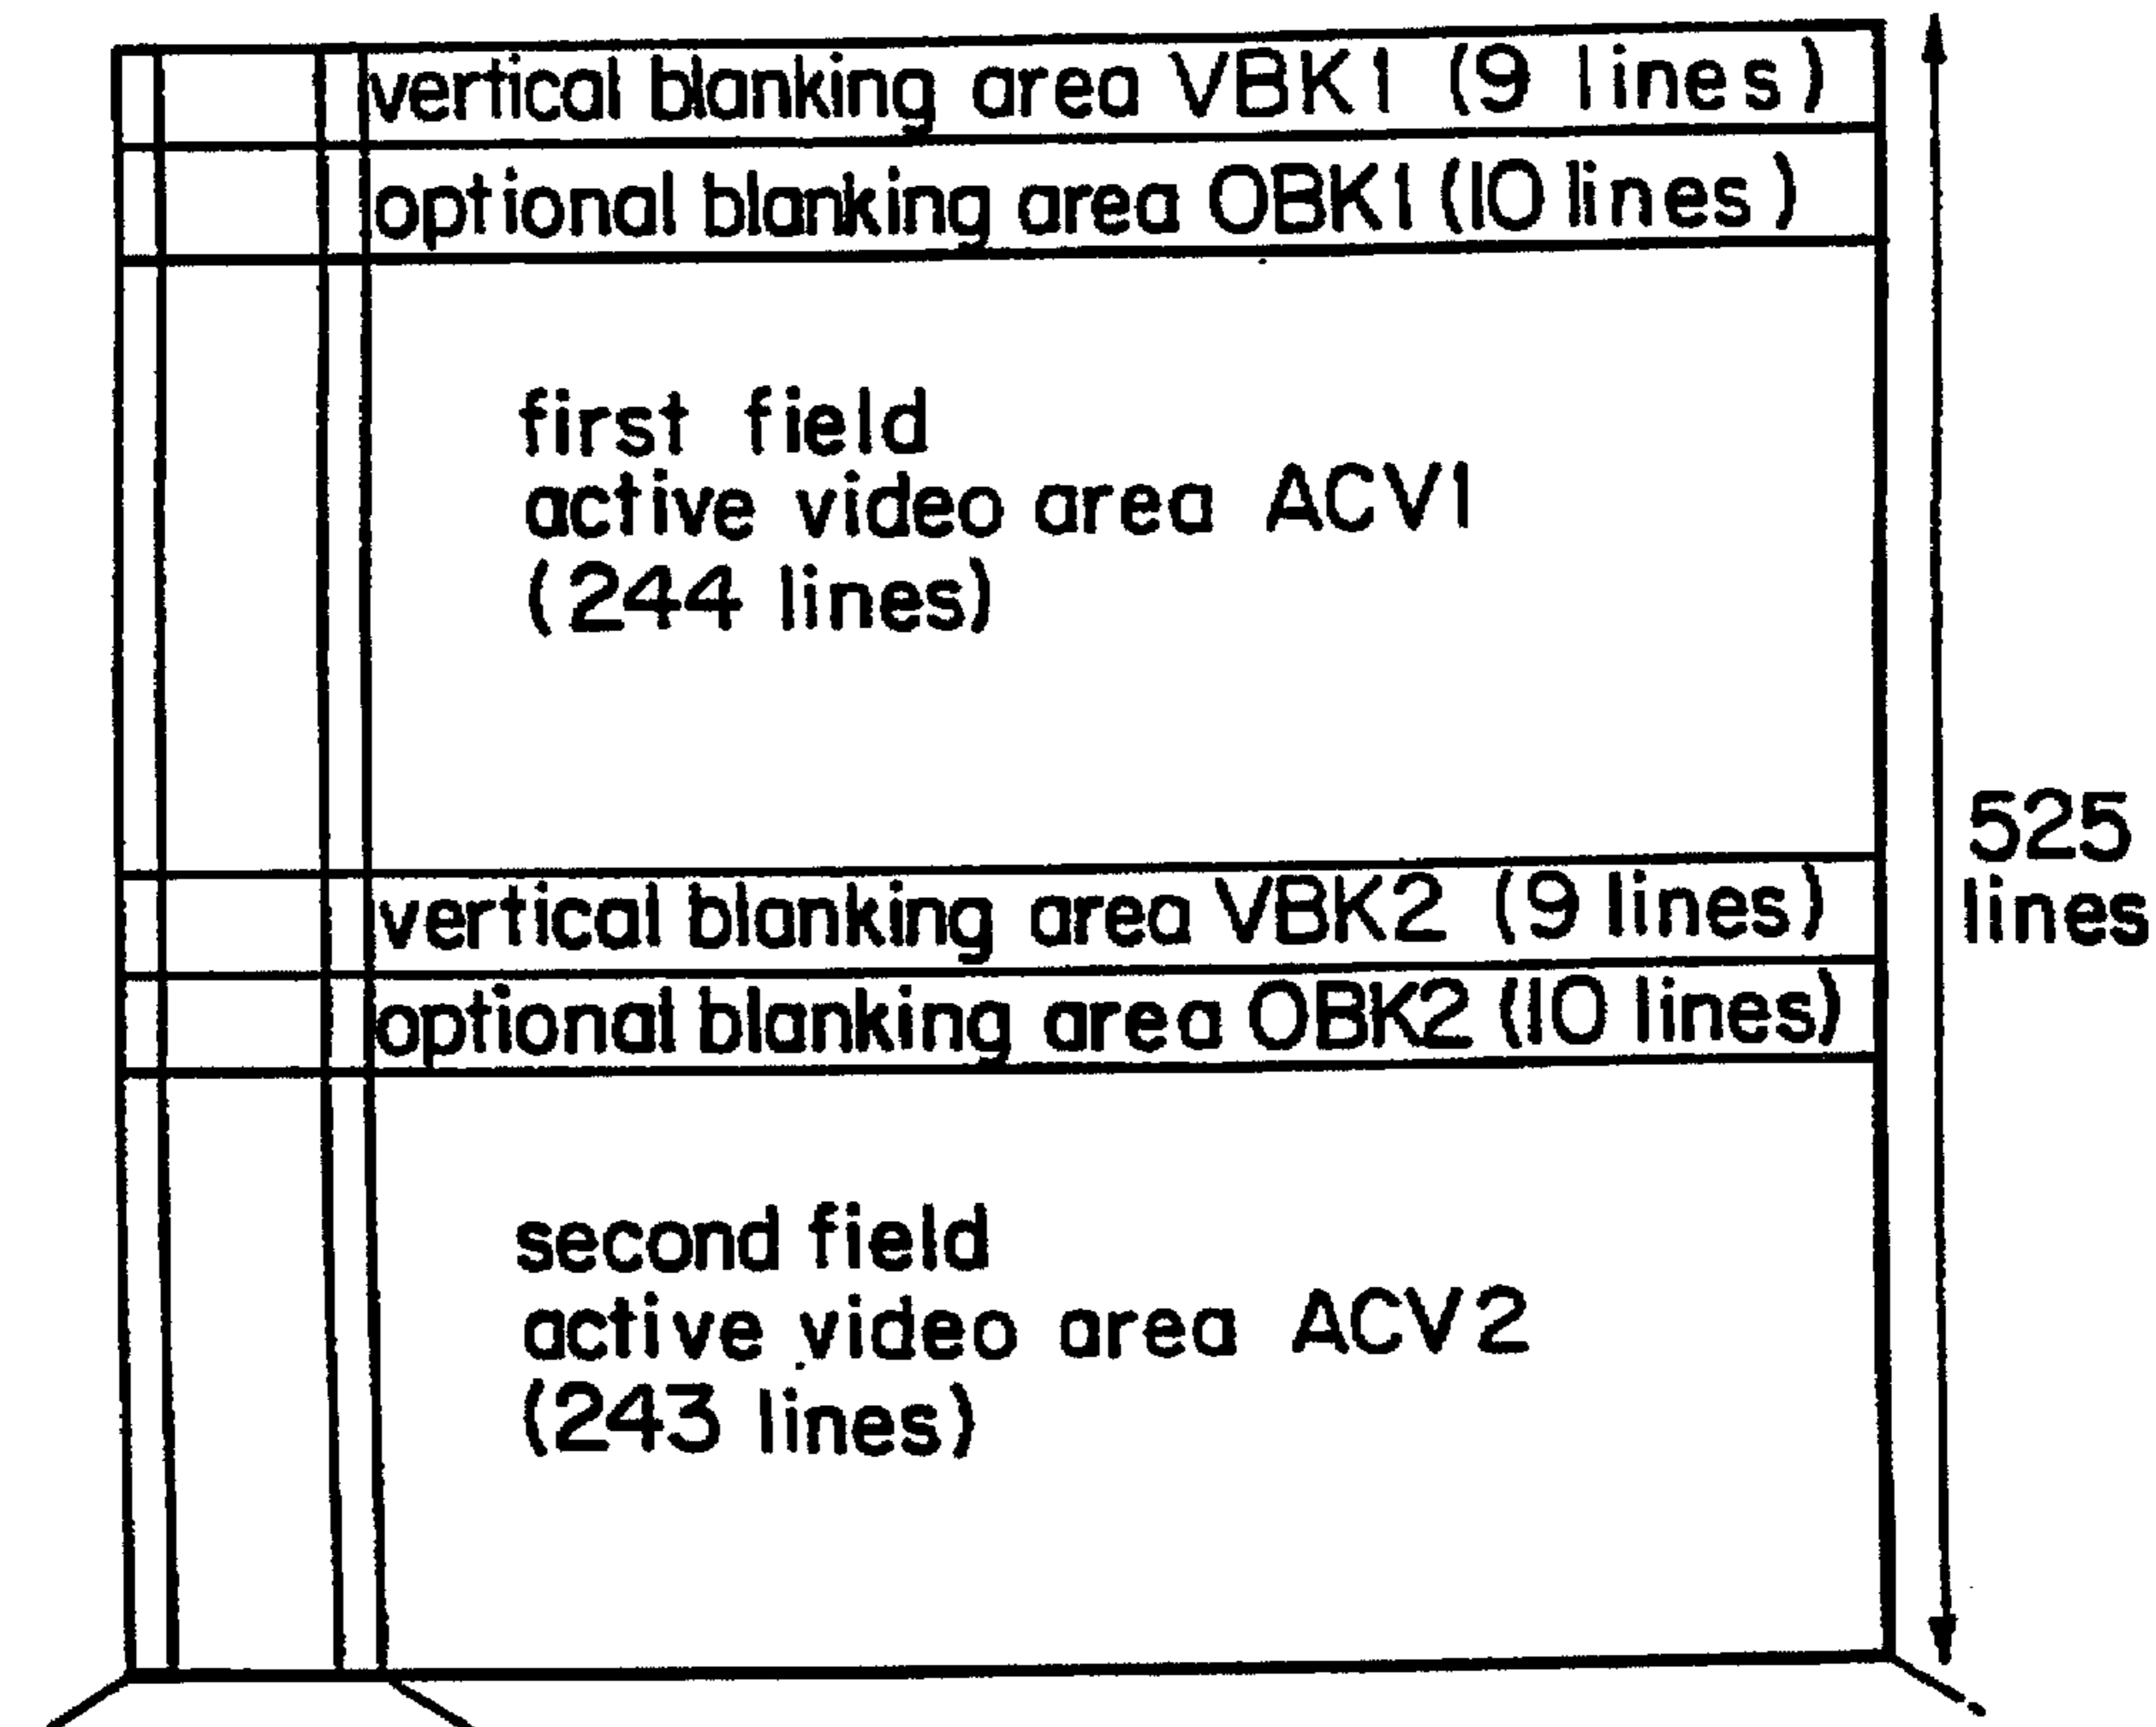 vertical blanking area VBK1 (9 lines)
optional blanking area OBK1 (10 lines)
first field
active video area ACV1
(244 lines)
525
lines
vertical blanking area VBK2 (9 lines)
optional blanking area OBK2 (10 lines)
second field
active video area ACV2
(243 lines)